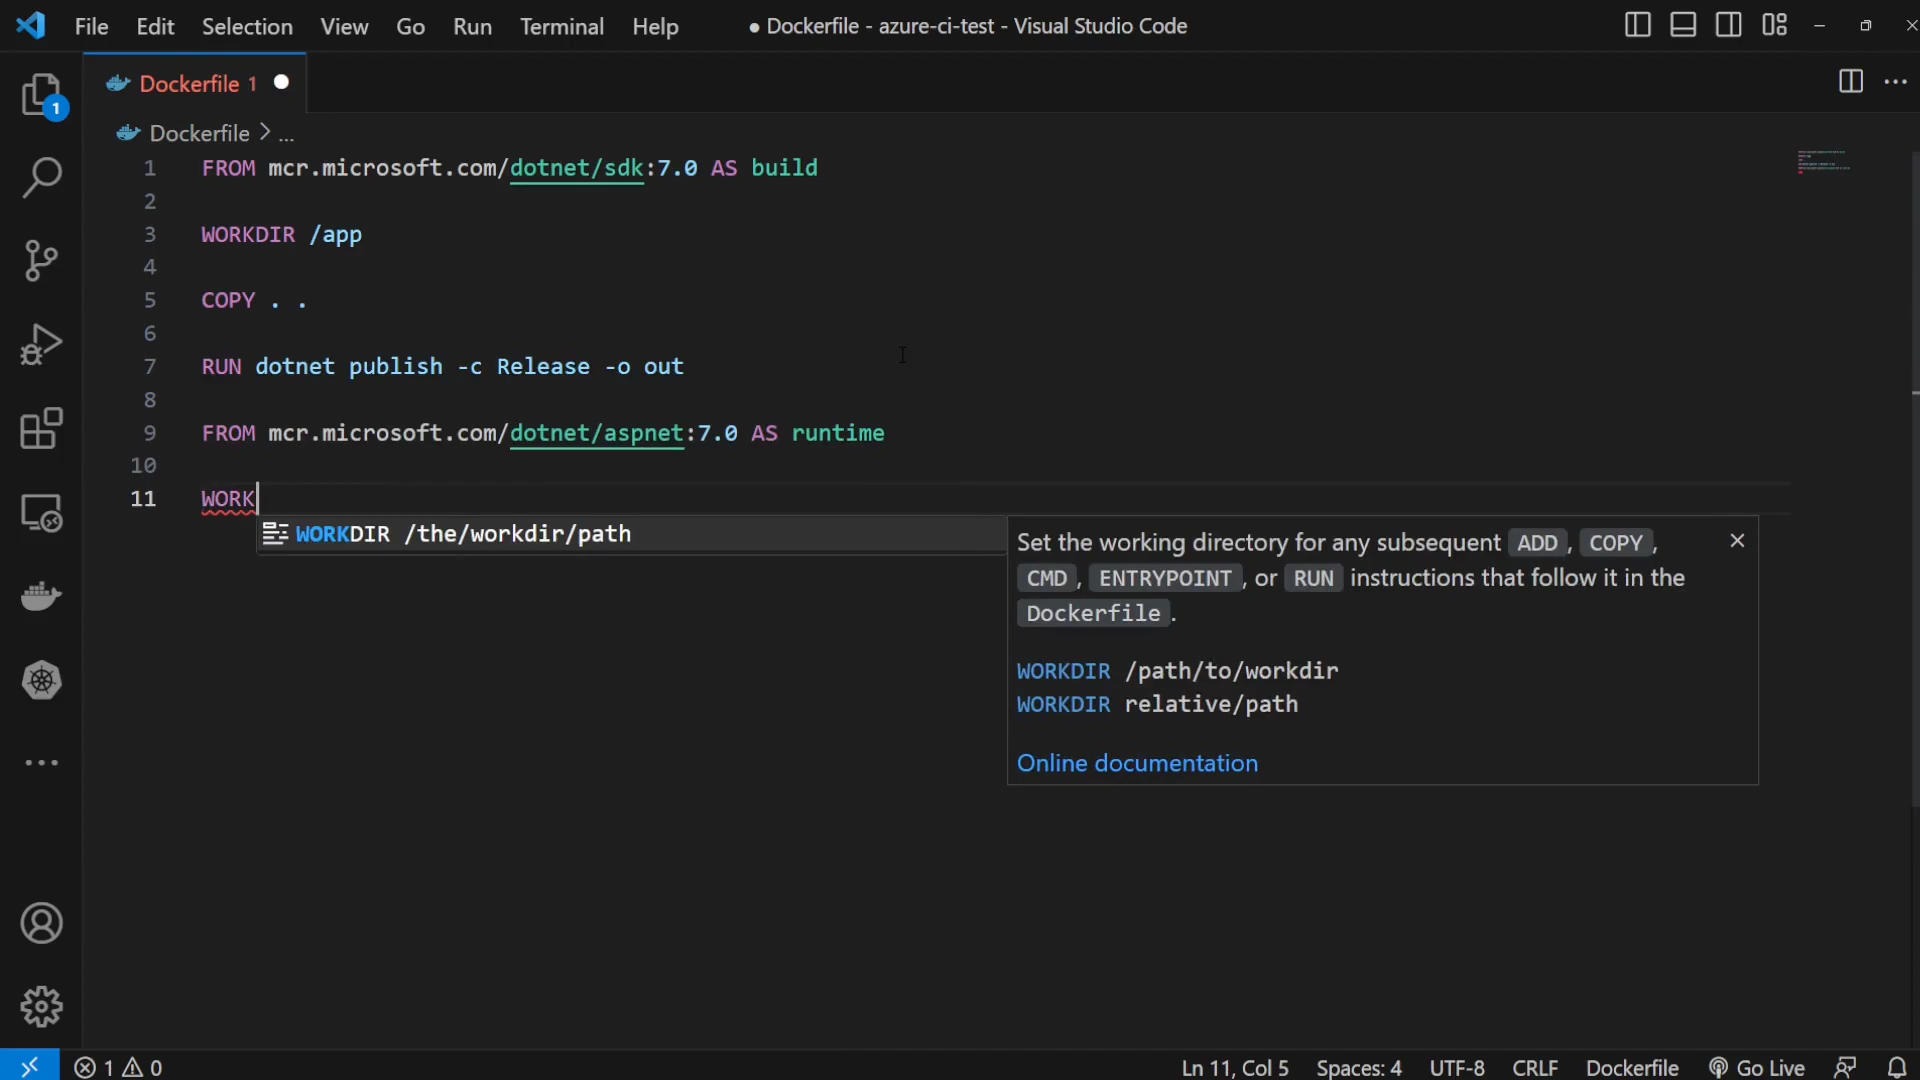 File Edit Selection View Go Run Terminal Help ● Dockerfile - azure-ci-test - Visual Studio Code
1
Dockerfile 1
Dockerfile > ...
1 FROM mcr.microsoft.com/dotnet/sdk:7.0 AS build
2
3 WORKDIR /app
4
5 COPY . .
6
7 RUN dotnet publish -c Release -o out
8
9 FROM mcr.microsoft.com/dotnet/aspnet:7.0 AS runtime
10
11 WORK
WORKDIR /the/workdir/path
Set the working directory for any subsequent ADD, COPY,
CMD, ENTRYPOINT, or RUN instructions that follow it in the
Dockerfile.
WORKDIR /path/to/workdir
WORKDIR relative/path
Online documentation
1 0 Ln 11, Col 5 Spaces: 4 UTF-8 CRLF Dockerfile Go Live